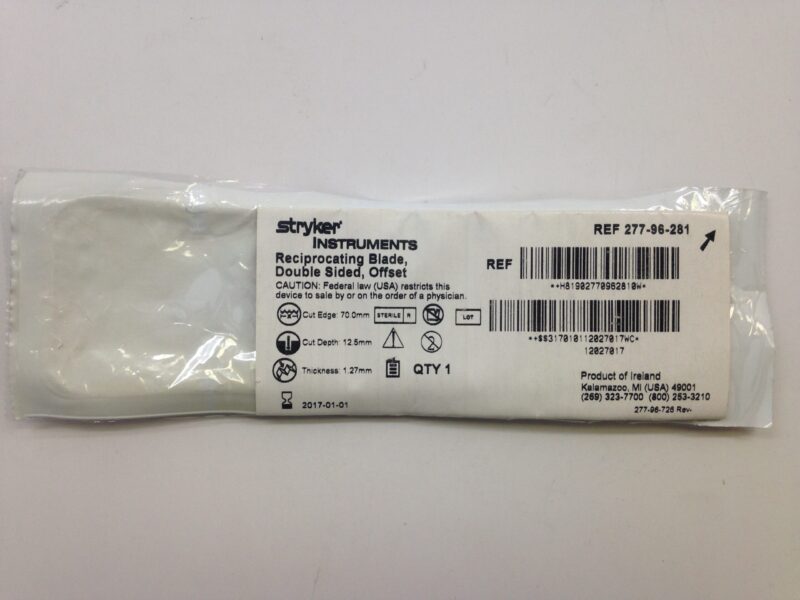 stryker
INSTRUMENTS
REF 277-96-281
Reciprocating Blade,
Double Sided, Offset
CAUTION: Federal law (USA) restricts this
device to sale by or on the order of a physician.
REF
*+H81902770962810W*
Cut Edge: 70.0mm
STERILE R
LOT
*+$$317010112027017WC*
12027017
Cut Depth: 12.5mm
2
Thickness: 1.27mm
QTY 1
2017-01-01
Product of Ireland
Kalamazoo, MI (USA) 49001
(269) 323-7700 (800) 253-3210
277-96-726 Rev-